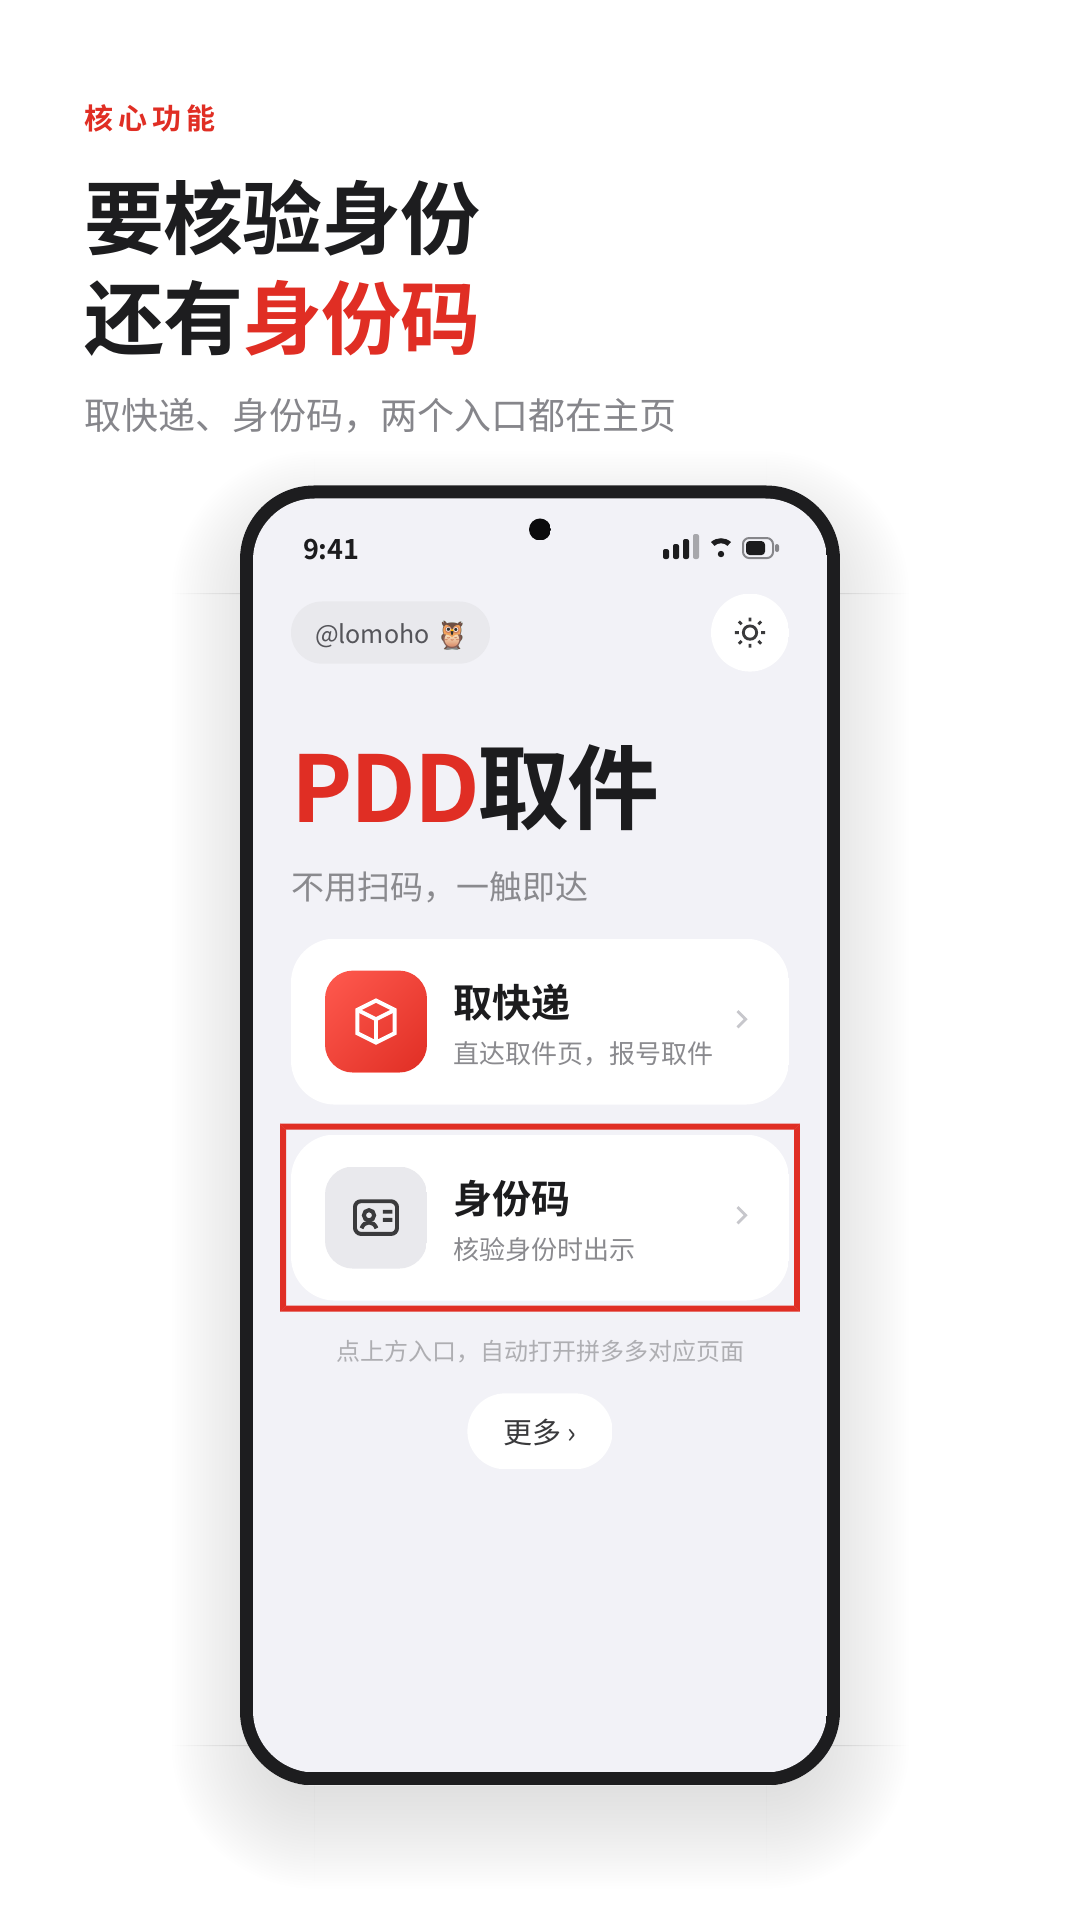 核心功能
要核验身份
还有身份码
取快递、身份码，两个入口都在主页
9:41
@lomoho 🦉
PDD取件
不用扫码，一触即达
取快递
直达取件页，报号取件
身份码
核验身份时出示
点上方入口，自动打开拼多多对应页面
更多 ›